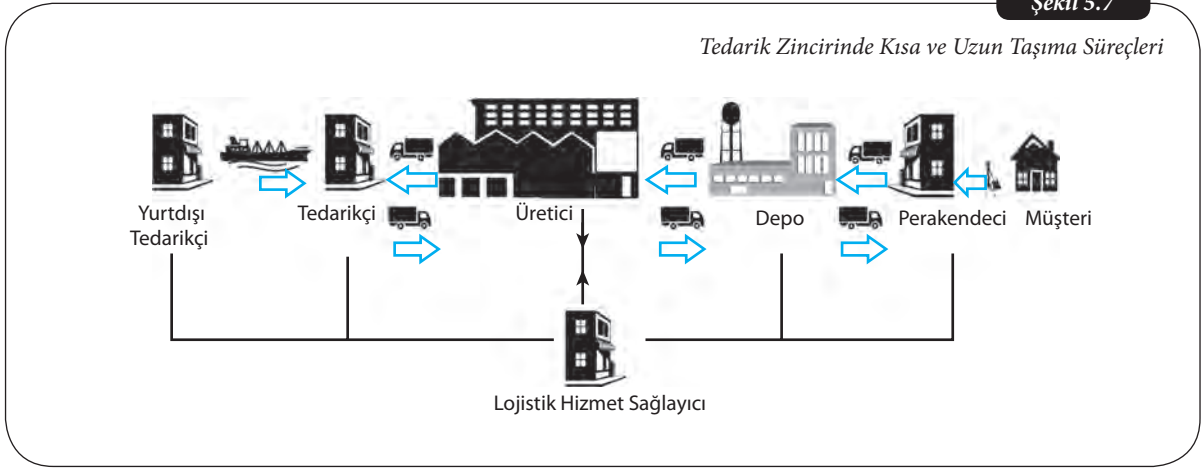 Şekil 5.7
Tedarik Zincirinde Kısa ve Uzun Taşıma Süreçleri
Yurtdışı
Tedarikçi
Tedarikçi
Üretici
Depo
Perakendeci
Müşteri
Lojistik Hizmet Sağlayıcı